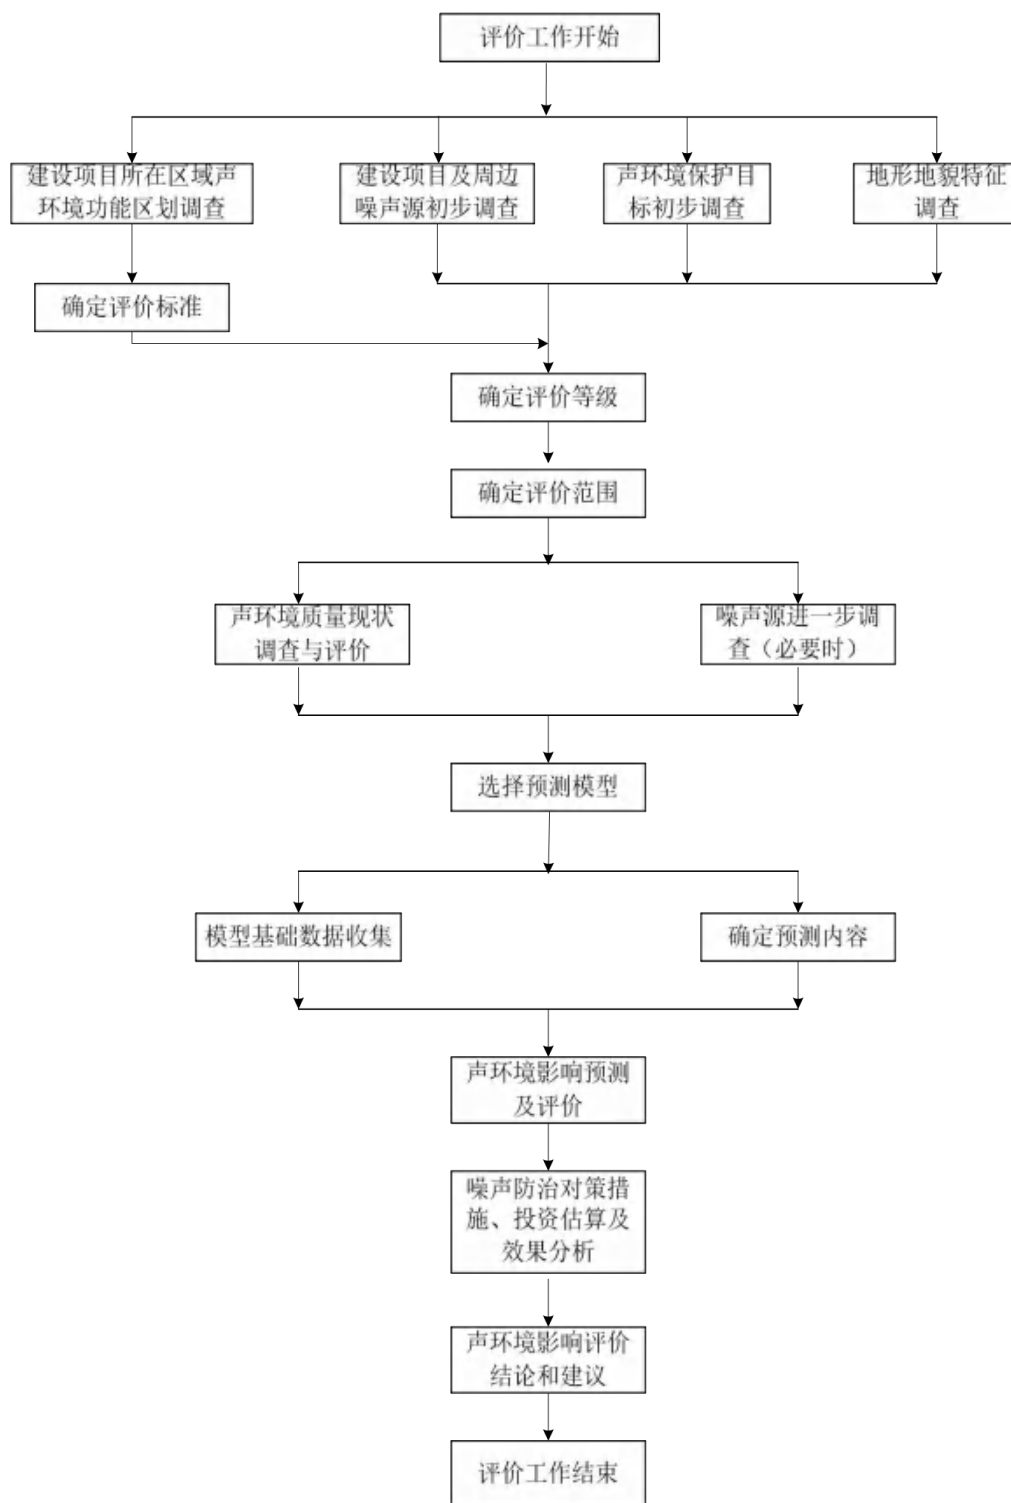 评价工作开始
建设项目所在区域声
环境功能区划调查
建设项目及周边
噪声源初步调查
声环境保护目
标初步调查
地形地貌特征
调查
确定评价标准
确定评价等级
确定评价范围
声环境质量现状
调查与评价
噪声源进一步调
查（必要时）
选择预测模型
模型基础数据收集
确定预测内容
声环境影响预测
及评价
噪声防治对策措
施、投资估算及
效果分析
声环境影响评价
结论和建议
评价工作结束